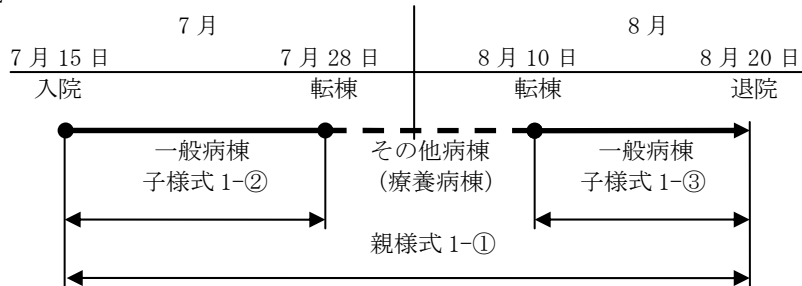 7月 8月
7月15日 7月28日 8月10日 8月20日
入院 転棟 転棟 退院
一般病棟 その他病棟 一般病棟
子様式1-② (療養病棟) 子様式1-③
親様式1-①